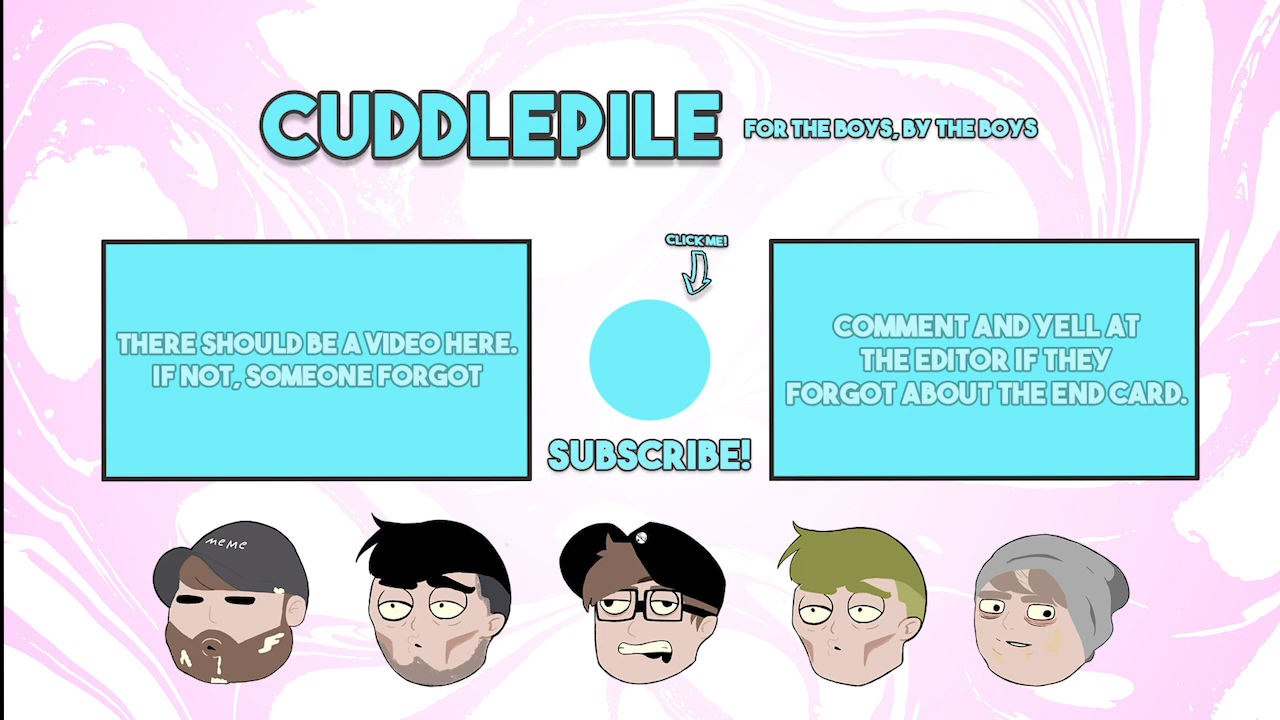 CUDDLEPILE
FOR THE BOYS, BY THE BOYS
CLICK ME!
THERE SHOULD BE A VIDEO HERE.
IF NOT, SOMEONE FORGOT
COMMENT AND YELL AT
THE EDITOR IF THEY
FORGOT ABOUT THE END CARD.
SUBSCRIBE!
MEME